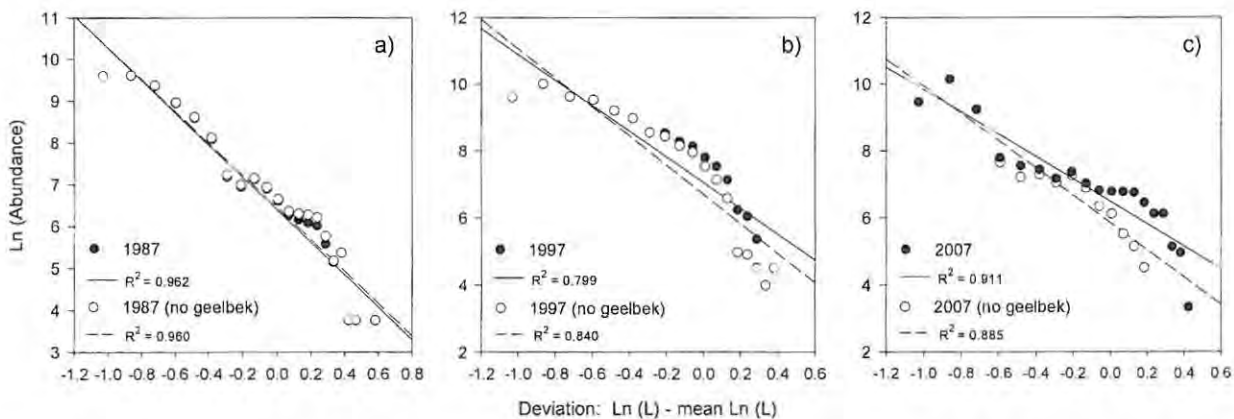 a)
b)
c)
Ln (Abundance)
11
10
9
8
7
6
5
4
3
1987
R² = 0.962
1987 (no geelbek)
R² = 0.960
-1.2 -1.0 -0.8 -0.6 -0.4 -0.2 0.0 0.2 0.4 0.6 0.8
12
10
8
6
4
2
1997
R² = 0.799
1997 (no geelbek)
R² = 0.840
-1.2 -1.0 -0.8 -0.6 -0.4 -0.2 0.0 0.2 0.4 0.6
12
10
8
6
4
2
2007
R² = 0.911
2007 (no geelbek)
R² = 0.885
-1.2 -1.0 -0.8 -0.6 -0.4 -0.2 0.0 0.2 0.4 0.6
Deviation: Ln (L) - mean Ln (L)